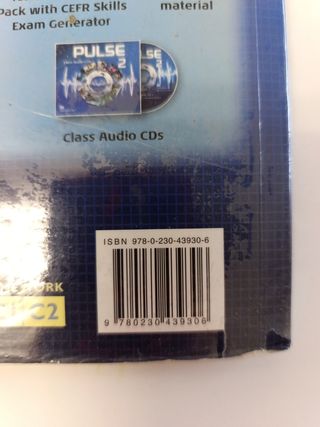 Pack with CEFR Skills
Exam Generator
material
PULSE
2
Class Audio CDs
ISBN 978-0-230-43930-6
9 780230 439306
C2